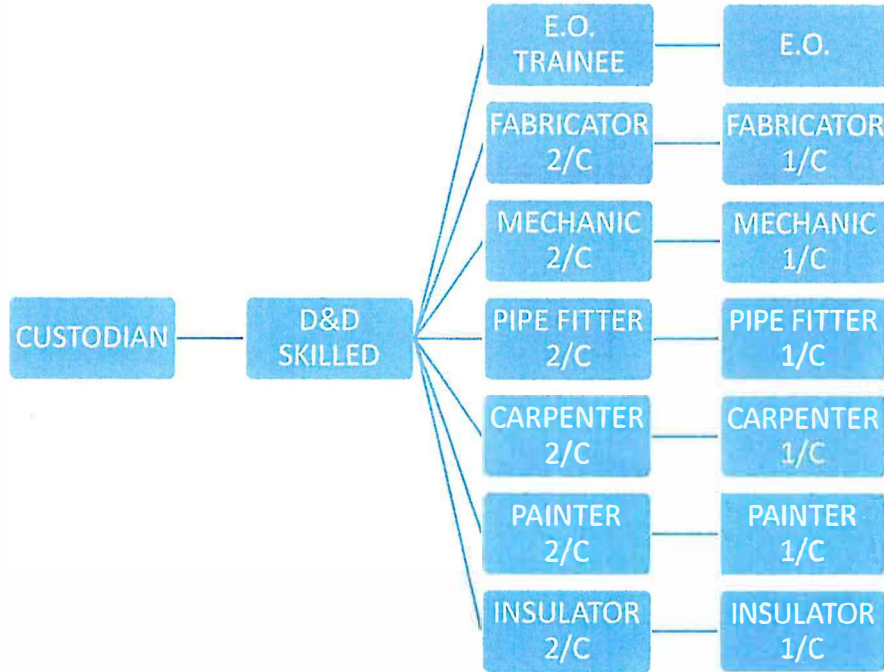 E.O.
TRAINEE
E.O.
FABRICATOR
2/C
FABRICATOR
1/C
MECHANIC
2/C
MECHANIC
1/C
CUSTODIAN
D&D
SKILLED
PIPE FITTER
2/C
PIPE FITTER
1/C
CARPENTER
2/C
CARPENTER
1/C
PAINTER
2/C
PAINTER
1/C
INSULATOR
2/C
INSULATOR
1/C